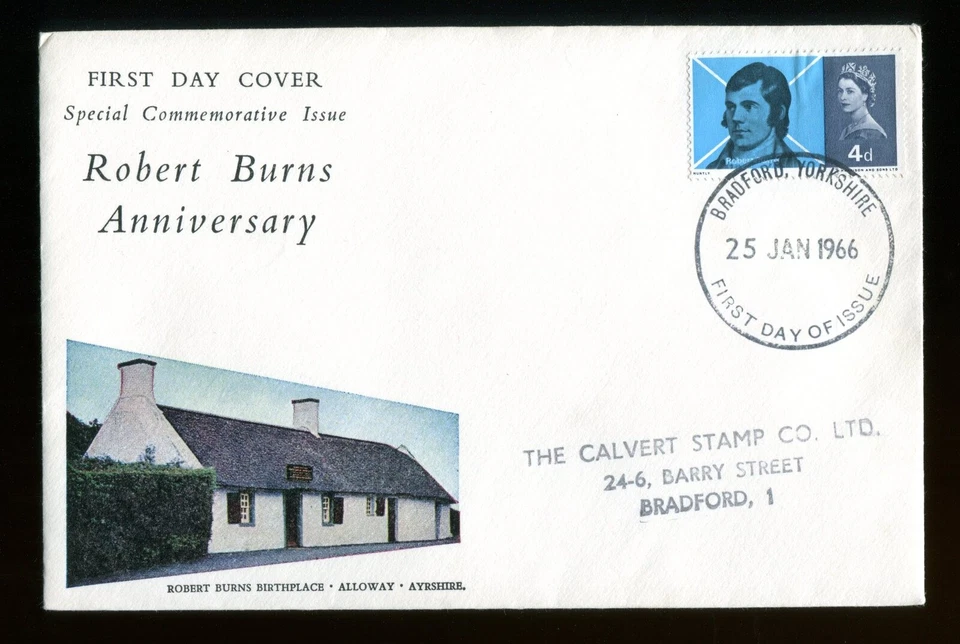 FIRST DAY COVER
Special Commemorative Issue
Robert Burns
Anniversary
4d
BRADFORD, YORKSHIRE
25 JAN 1966
FIRST DAY OF ISSUE
THE CALVERT STAMP CO. LTD.
24-6, BARRY STREET
BRADFORD, 1
ROBERT BURNS BIRTHPLACE · ALLOWAY · AYRSHIRE.